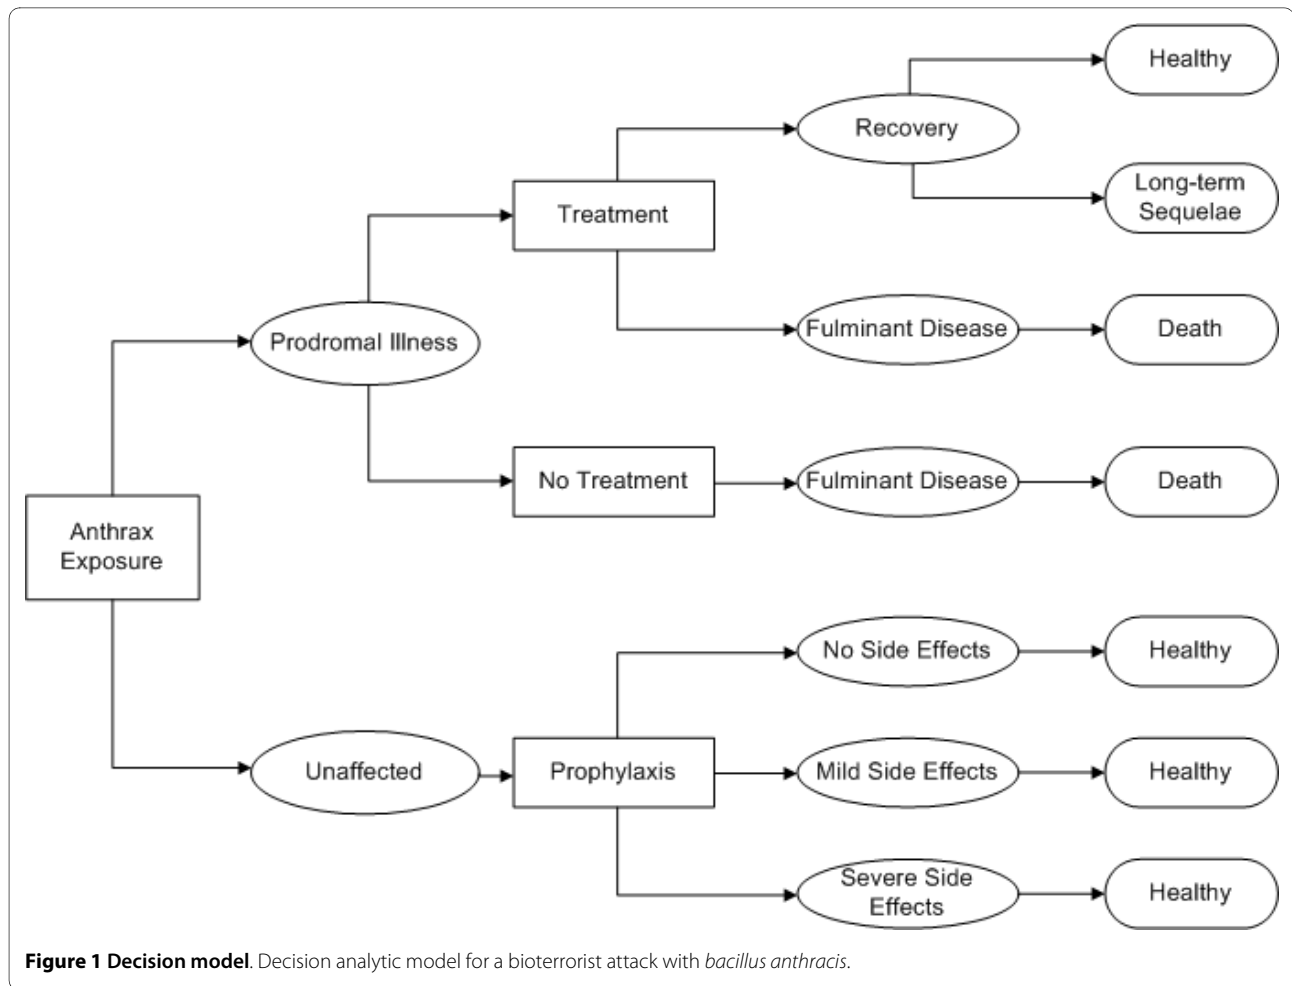 Healthy
Recovery
Long-term
Sequelae
Treatment
Prodromal Illness
Fulminant Disease
Death
No Treatment
Fulminant Disease
Death
Anthrax
Exposure
No Side Effects
Healthy
Unaffected
Prophylaxis
Mild Side Effects
Healthy
Severe Side
Effects
Healthy
Figure 1 Decision model. Decision analytic model for a bioterrorist attack with bacillus anthracis.